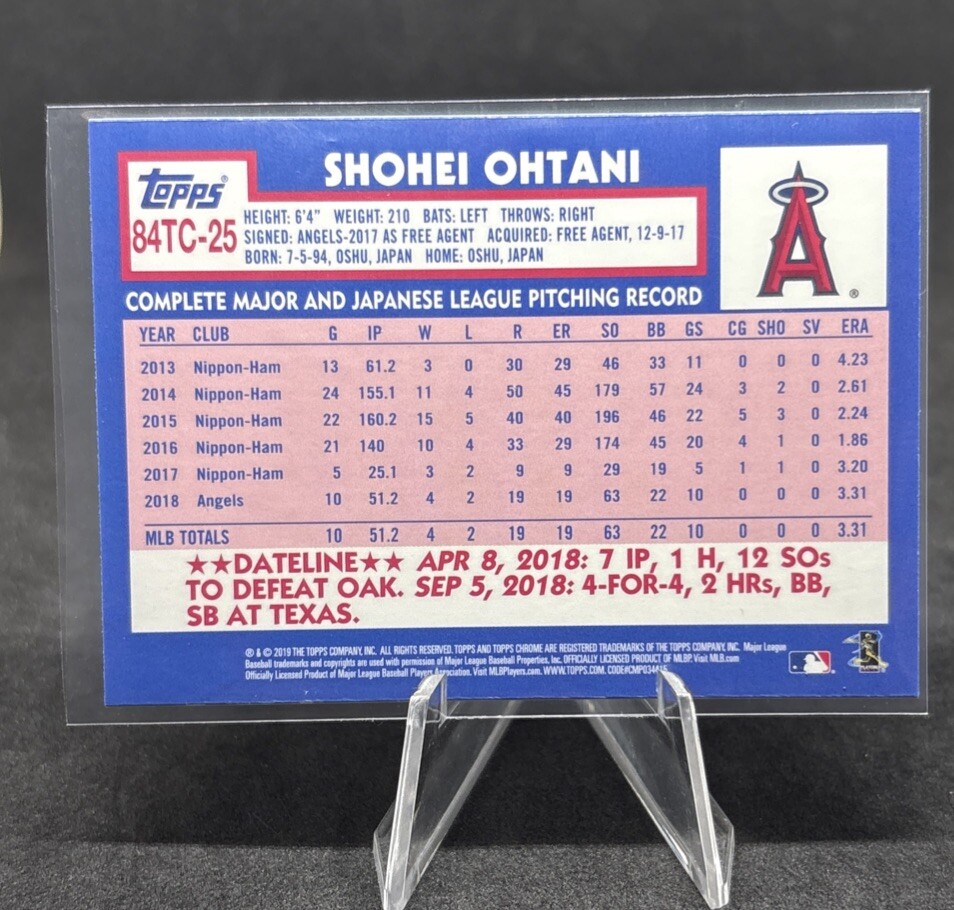 SHOHEI OHTANI
TOPPS®
84TC-25
HEIGHT: 6'4" WEIGHT: 210 BATS: LEFT THROWS: RIGHT
SIGNED: ANGELS-2017 AS FREE AGENT ACQUIRED: FREE AGENT, 12-9-17
BORN: 7-5-94, OSHU, JAPAN HOME: OSHU, JAPAN
A®
COMPLETE MAJOR AND JAPANESE LEAGUE PITCHING RECORD
YEAR CLUB G IP W L R ER SO BB GS CG SHO SV ERA
2013 Nippon-Ham 13 61.2 3 0 30 29 46 33 11 0 0 0 4.23
2014 Nippon-Ham 24 155.1 11 4 50 45 179 57 24 3 2 0 2.61
2015 Nippon-Ham 22 160.2 15 5 40 40 196 46 22 5 3 0 2.24
2016 Nippon-Ham 21 140 10 4 33 29 174 45 20 4 1 0 1.86
2017 Nippon-Ham 5 25.1 3 2 9 9 29 19 5 1 1 0 3.20
2018 Angels 10 51.2 4 2 19 19 63 22 10 0 0 0 3.31
MLB TOTALS 10 51.2 4 2 19 19 63 22 10 0 0 0 3.31
★★DATELINE★★ APR 8, 2018: 7 IP, 1 H, 12 SOs
TO DEFEAT OAK. SEP 5, 2018: 4-FOR-4, 2 HRs, BB,
SB AT TEXAS.
® & © 2019 THE TOPPS COMPANY, INC. ALL RIGHTS RESERVED. TOPPS AND TOPPS CHROME ARE REGISTERED TRADEMARKS OF THE TOPPS COMPANY, INC. Major League
Baseball trademarks and copyrights are used with permission of Major League Baseball Properties, Inc. OFFICIALLY LICENSED PRODUCT OF MLBP. Visit MLB.com
Officially Licensed Product of Major League Baseball Players Association. Visit MLBPlayers.com. WWW.TOPPS.COM. CODE#